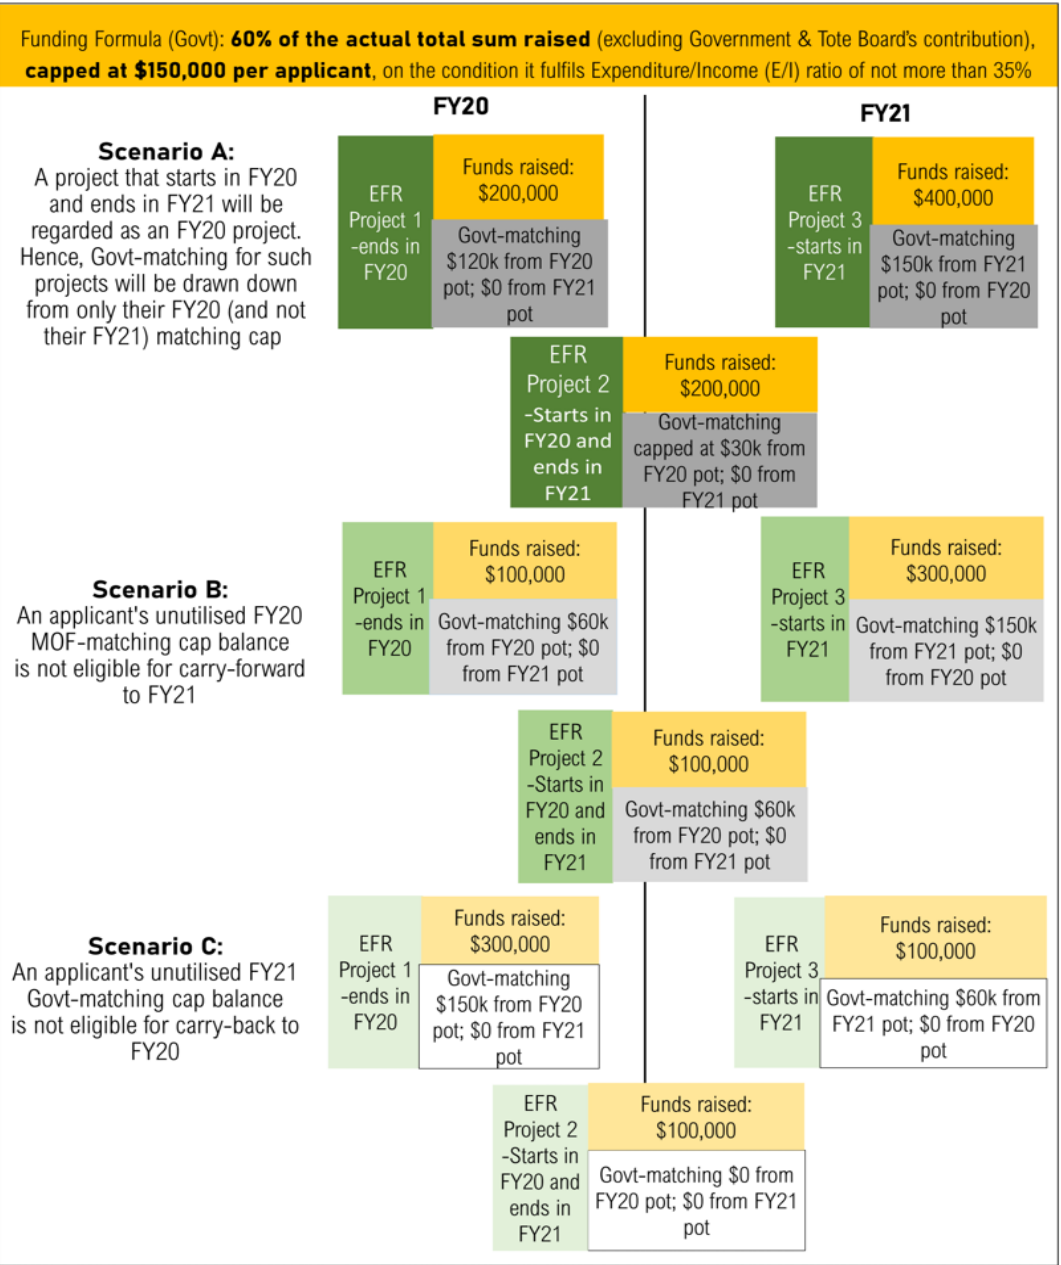 Funding Formula (Govt): 60% of the actual total sum raised (excluding Government & Tote Board's contribution),
capped at $150,000 per applicant, on the condition it fulfils Expenditure/Income (E/I) ratio of not more than 35%
FY20
FY21
Scenario A:
A project that starts in FY20
and ends in FY21 will be
regarded as an FY20 project.
Hence, Govt-matching for such
projects will be drawn down
from only their FY20 (and not
their FY21) matching cap
EFR
Project 1
-ends in
FY20
Funds raised:
$200,000
Govt-matching
$120k from FY20
pot; $0 from FY21
pot
EFR
Project 3
-starts in
FY21
Funds raised:
$400,000
Govt-matching
$150k from FY21
pot; $0 from FY20
pot
EFR
Project 2
-Starts in
FY20 and
ends in
FY21
Funds raised:
$200,000
Govt-matching
capped at $30k from
FY20 pot; $0 from
FY21 pot
Scenario B:
An applicant's unutilised FY20
MOF-matching cap balance
is not eligible for carry-forward
to FY21
EFR
Project 1
-ends in
FY20
Funds raised:
$100,000
Govt-matching $60k
from FY20 pot; $0
from FY21 pot
EFR
Project 3
-starts in
FY21
Funds raised:
$300,000
Govt-matching $150k
from FY21 pot; $0
from FY20 pot
EFR
Project 2
-Starts in
FY20 and
ends in
FY21
Funds raised:
$100,000
Govt-matching $60k
from FY20 pot; $0
from FY21 pot
Scenario C:
An applicant's unutilised FY21
Govt-matching cap balance
is not eligible for carry-back to
FY20
EFR
Project 1
-ends in
FY20
Funds raised:
$300,000
Govt-matching
$150k from FY20
pot; $0 from FY21
pot
EFR
Project 3
-starts in
FY21
Funds raised:
$100,000
Govt-matching $60k from
FY21 pot; $0 from FY20
pot
EFR
Project 2
-Starts in
FY20 and
ends in
FY21
Funds raised:
$100,000
Govt-matching $0 from
FY20 pot; $0 from FY21
pot